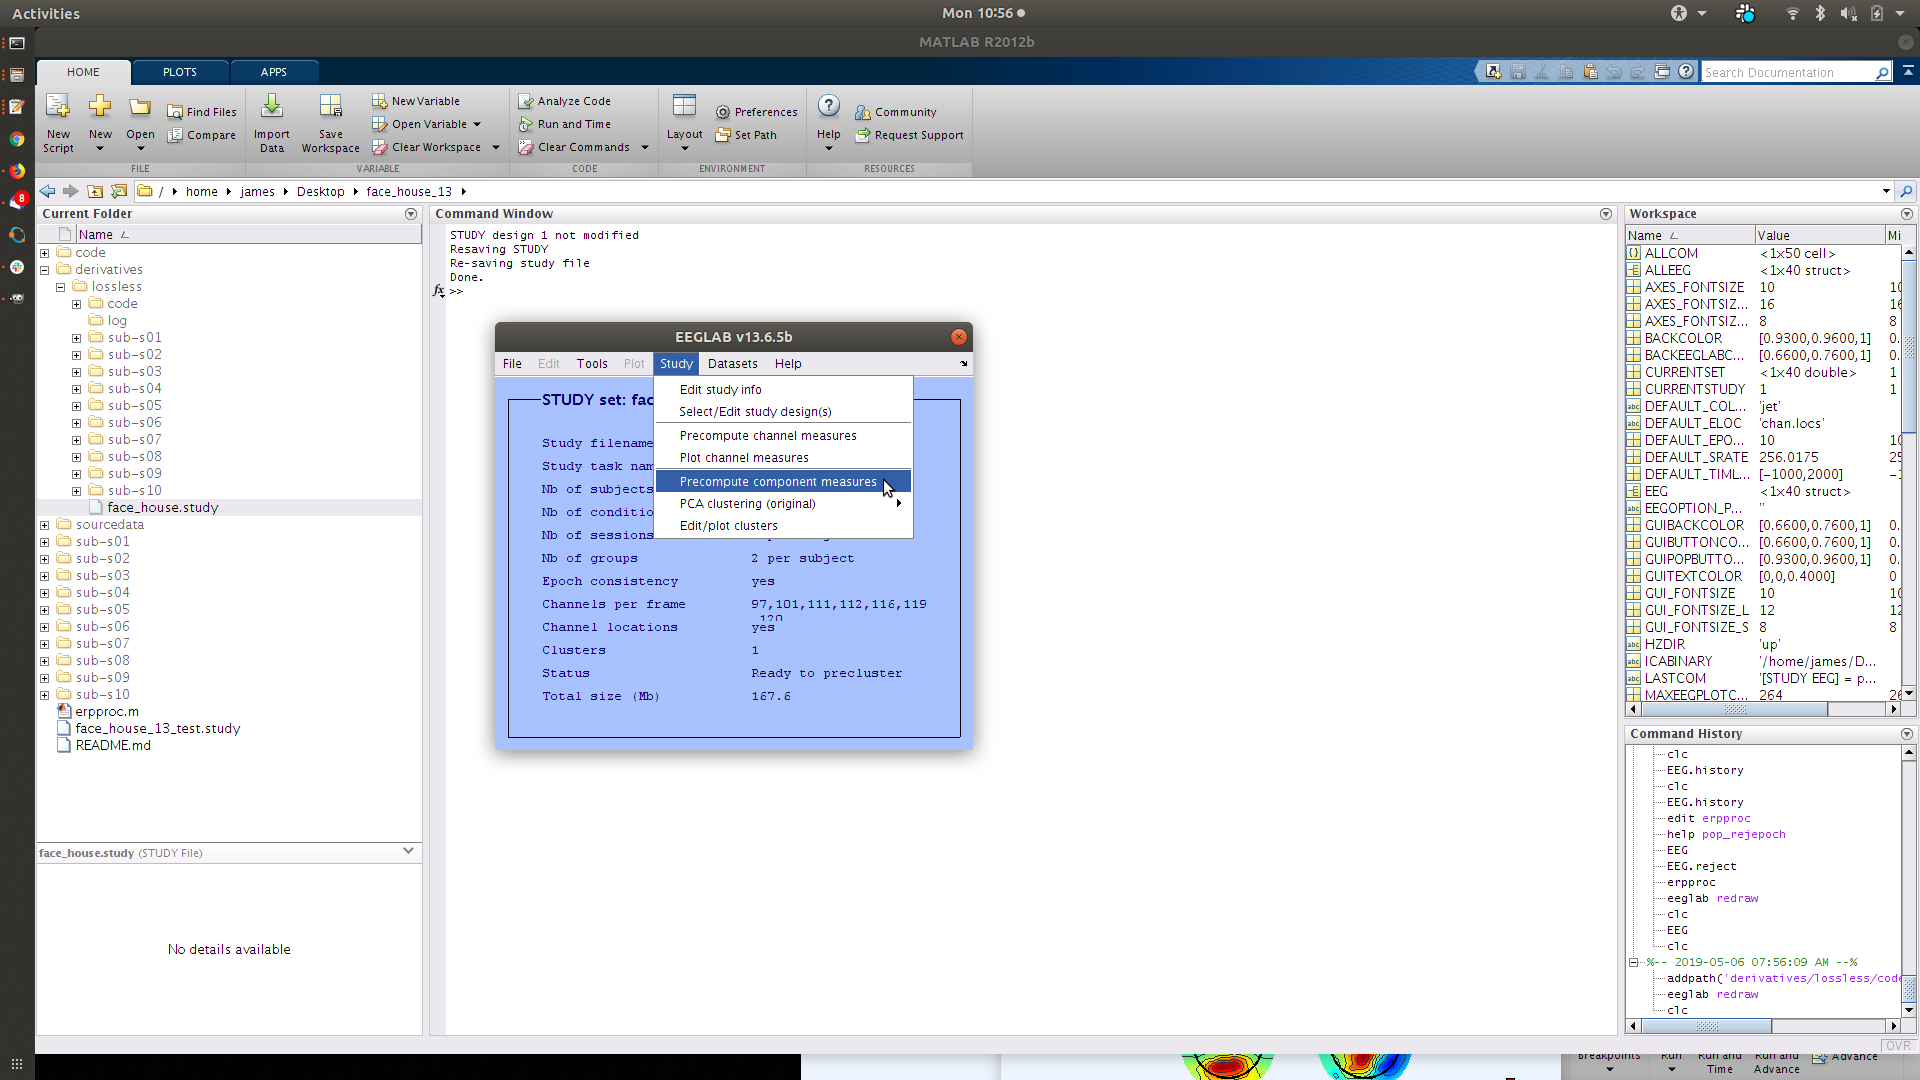 Activities
Mon 10:56
MATLAB R2012b
HOME PLOTS APPS
Search Documentation
New Script
New
Open
Find Files
Compare
FILE
Import Data
Save Workspace
New Variable
Open Variable
Clear Workspace
VARIABLE
Analyze Code
Run and Time
Clear Commands
CODE
Layout
Preferences
Set Path
ENVIRONMENT
Help
Community
Request Support
RESOURCES
/ home james Desktop face_house_13
Current Folder
Name
code
derivatives
lossless
code
log
sub-s01
sub-s02
sub-s03
sub-s04
sub-s05
sub-s06
sub-s07
sub-s08
sub-s09
sub-s10
face_house.study
sourcedata
sub-s01
sub-s02
sub-s03
sub-s04
sub-s05
sub-s06
sub-s07
sub-s08
sub-s09
sub-s10
erpproc.m
face_house_13_test.study
README.md
face_house.study (STUDY File)
No details available
Command Window
STUDY design 1 not modified
Resaving STUDY
Re-saving study file
Done.
fx >>
EEGLAB v13.6.5b
File Edit Tools Plot Study Datasets Help
Edit study info
Select/Edit study design(s)
Precompute channel measures
Plot channel measures
Precompute component measures
PCA clustering (original)
Edit/plot clusters
STUDY set: fac
Study filename
Study task nam
Nb of subjects
Nb of conditio
Nb of sessions
Nb of groups 2 per subject
Epoch consistency yes
Channels per frame 97,101,111,112,116,119
120
Channel locations yes
Clusters 1
Status Ready to precluster
Total size (Mb) 167.6
Workspace
Name Value Mi
ALLCOM <1x50 cell>
ALLEEG <1x40 struct>
AXES_FONTSIZE 10 10
AXES_FONTSIZ... 16 16
AXES_FONTSIZ... 8 8
BACKCOLOR [0.9300,0.9600,1] 0.
BACKEEGLABC... [0.6600,0.7600,1] 0.
CURRENTSET <1x40 double> 1
CURRENTSTUDY 1 1
DEFAULT_COL... 'jet'
DEFAULT_ELOC 'chan.locs'
DEFAULT_EPO... 10 10
DEFAULT_SRATE 256.0175 25
DEFAULT_TIML... [-1000,2000] -1
EEG <1x40 struct>
EEGOPTION_P... ''
GUIBACKCOLOR [0.6600,0.7600,1] 0.
GUIBUTTONCO... [0.6600,0.7600,1] 0.
GUIPOPBUTTO... [0.9300,0.9600,1] 0.
GUITEXTCOLOR [0,0,0.4000] 0
GUI_FONTSIZE 10 10
GUI_FONTSIZE_L 12 12
GUI_FONTSIZE_S 8 8
HZDIR 'up'
ICABINARY '/home/james/D...
LASTCOM '[STUDY EEG] = p...
MAXEEGPLOTC... 264 26
Command History
clc
EEG.history
clc
EEG.history
edit erpproc
help pop_rejepoch
EEG
EEG.reject
erpproc
eeglab redraw
clc
EEG
clc
%-- 2019-05-06 07:56:09 AM --%
addpath('derivatives/lossless/code
eeglab redraw
clc
OVR
Breakpoints Run Run and Time Run and Advance Advance
8